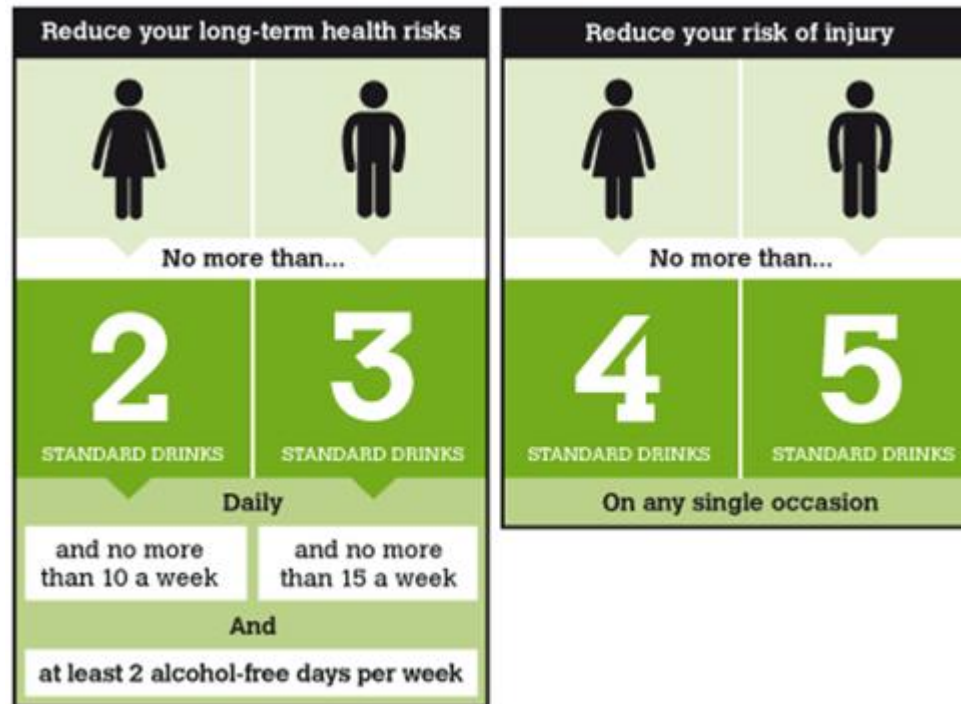 Reduce your long-term health risks
No more than...
2
STANDARD DRINKS
3
STANDARD DRINKS
Daily
and no more
than 10 a week
and no more
than 15 a week
And
at least 2 alcohol-free days per week
Reduce your risk of injury
No more than...
4
STANDARD DRINKS
5
STANDARD DRINKS
On any single occasion